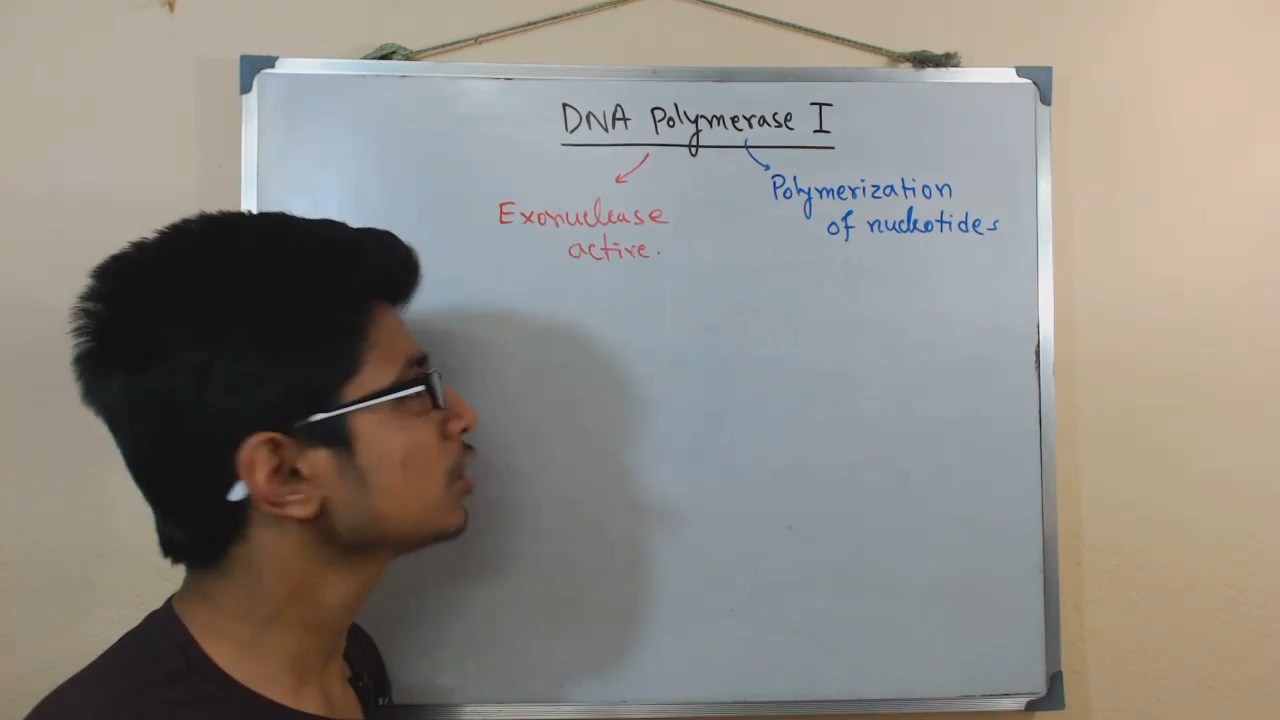 DNA Polymerase I
Exonuclease
active.
Polymerization
of nucleotides